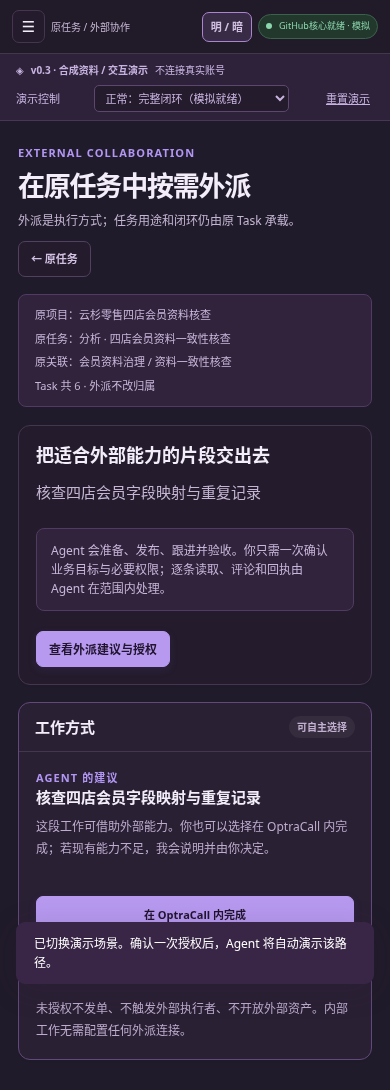 ☰ 原任务 / 外部协作 明 / 暗 GitHub核心就绪 · 模拟
◈ v0.3 · 合成资料 / 交互演示 不连接真实账号
演示控制 正常：完整闭环（模拟就绪） 重置演示
EXTERNAL COLLABORATION
在原任务中按需外派
外派是执行方式；任务用途和闭环仍由原 Task 承载。
← 原任务
原项目：云杉零售四店会员资料核查
原任务：分析 · 四店会员资料一致性核查
原关联：会员资料治理 / 资料一致性核查
Task 共 6 · 外派不改归属
把适合外部能力的片段交出去
核查四店会员字段映射与重复记录
Agent 会准备、发布、跟进并验收。你只需一次确认
业务目标与必要权限；逐条读取、评论和回执由
Agent 在范围内处理。
查看外派建议与授权
工作方式 可自主选择
AGENT 的建议
核查四店会员字段映射与重复记录
这段工作可借助外部能力。你也可以选择在 OptraCall 内完
成；若现有能力不足，我会说明并由你决定。
在 OptraCall 内完成
已切换演示场景。确认一次授权后，Agent 将自动演示该路
径。
未授权不发单、不触发外部执行者、不开放外部资产。内部
工作无需配置任何外派连接。